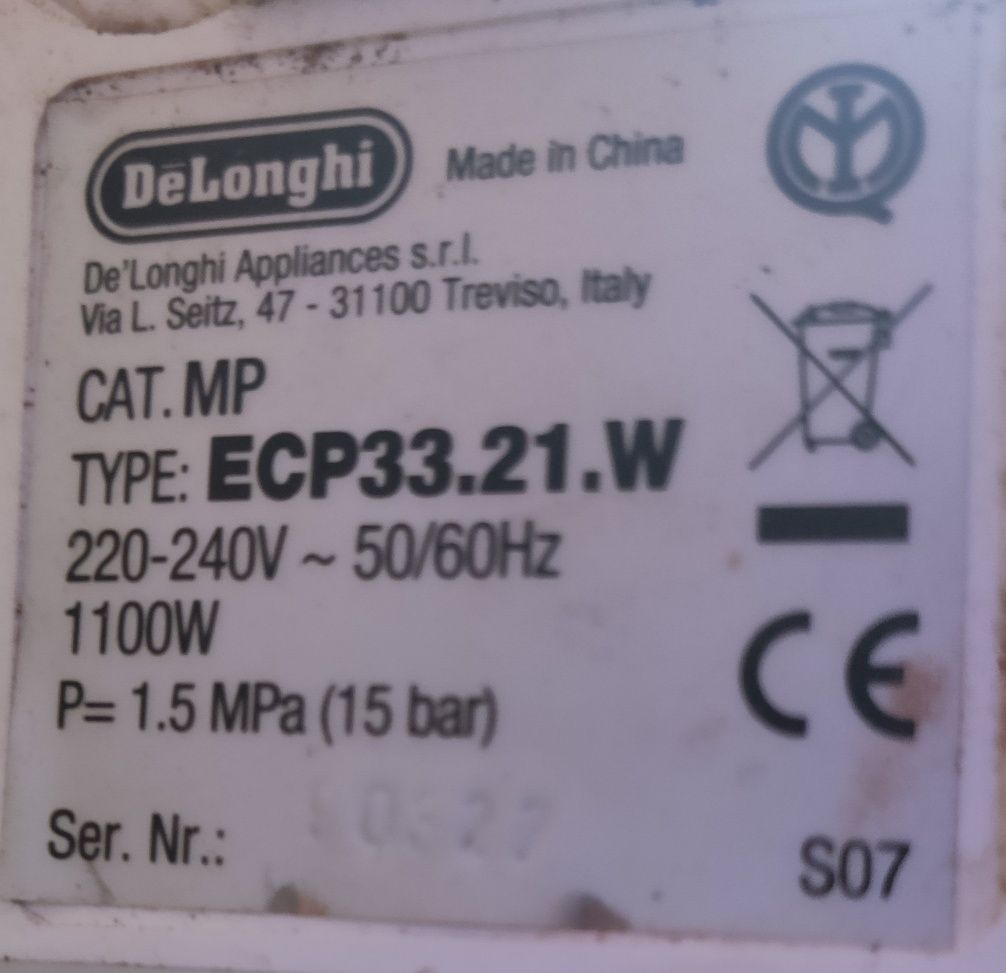 DeLonghi
Made in China
De'Longhi Appliances s.r.l.
Via L. Seitz, 47 - 31100 Treviso, Italy
CAT. MP
TYPE: ECP33.21.W
220-240V ~ 50/60Hz
1100W
P= 1.5 MPa (15 bar)
CE
Ser. Nr.:
S07